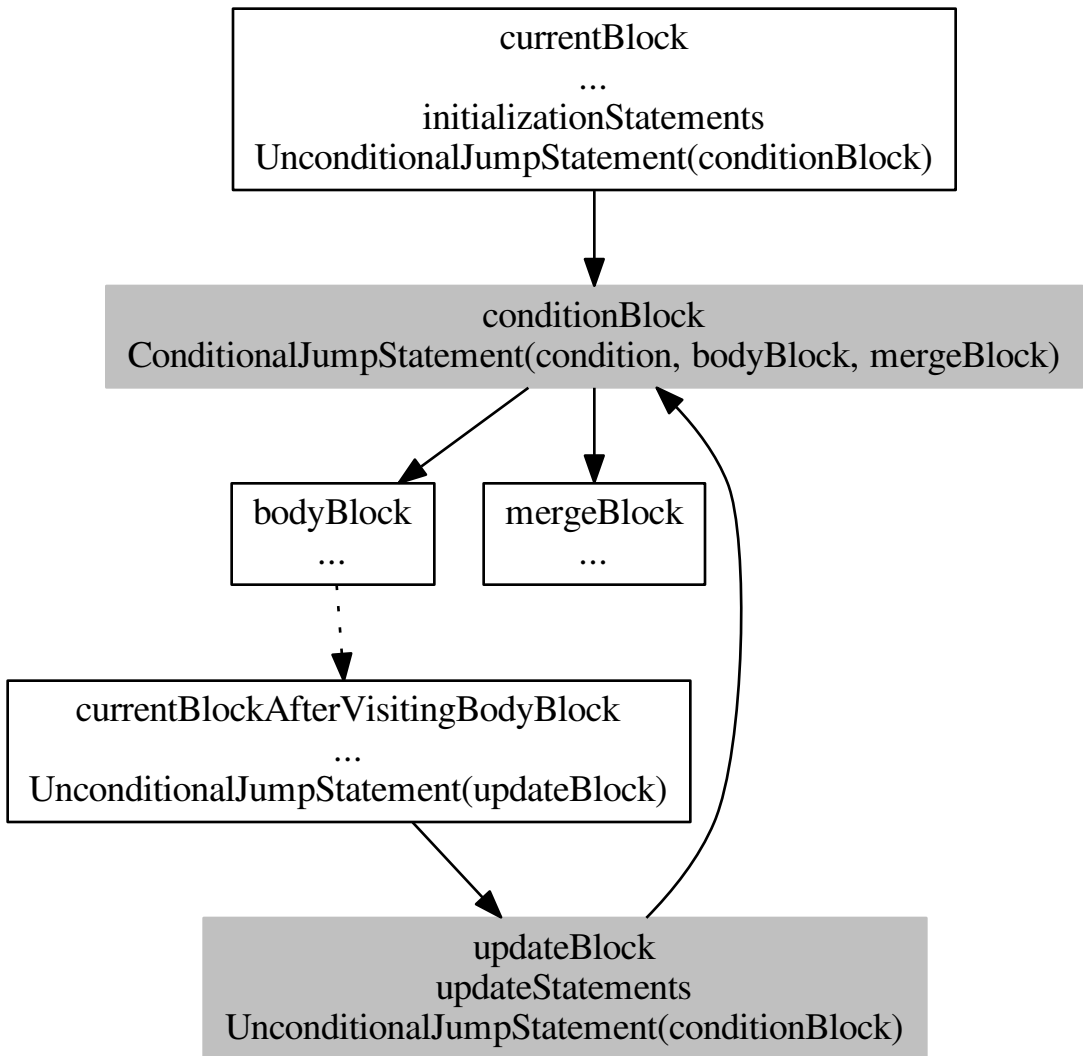 currentBlock
...
initializationStatements
UnconditionalJumpStatement(conditionBlock)
conditionBlock
ConditionalJumpStatement(condition, bodyBlock, mergeBlock)
bodyBlock
...
mergeBlock
...
currentBlockAfterVisitingBodyBlock
...
UnconditionalJumpStatement(updateBlock)
updateBlock
updateStatements
UnconditionalJumpStatement(conditionBlock)